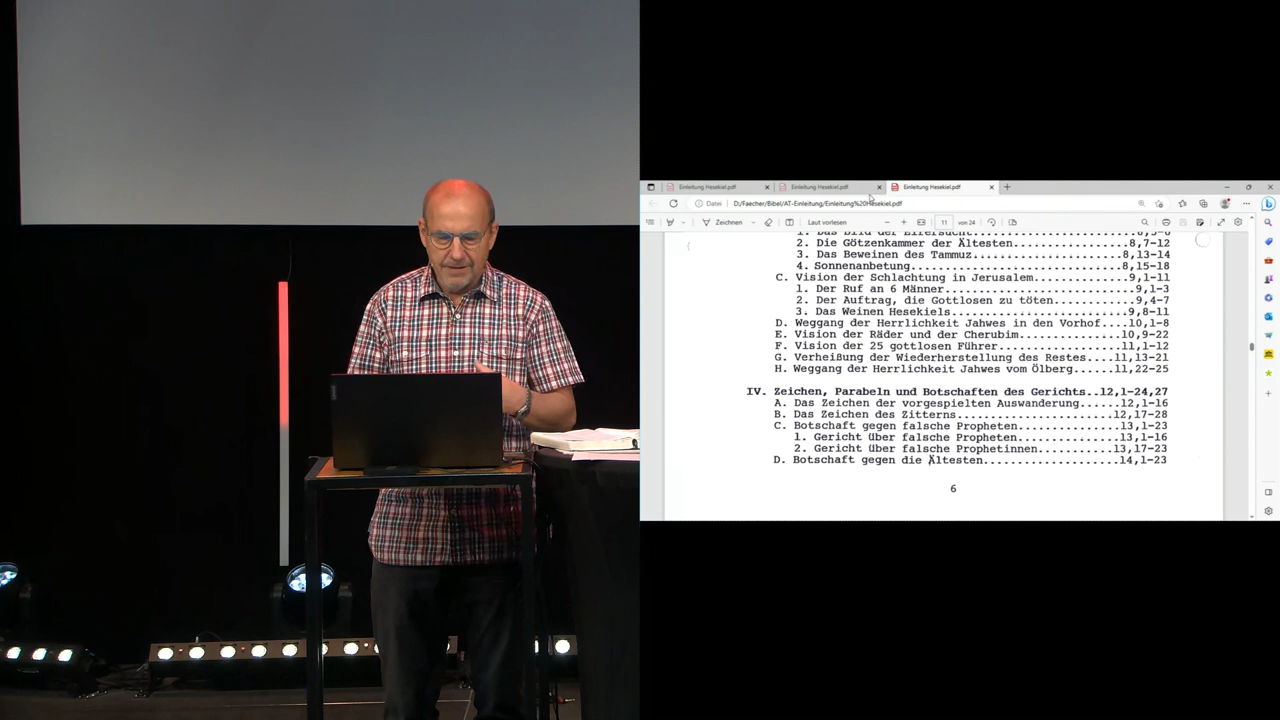 Einleitung Hesekiel.pdf
Einleitung Hesekiel.pdf
Einleitung Hesekiel.pdf
Datei D:/Faecher/Bibel/AT-Einleitung/Einleitung%20Hesekiel.pdf
Zeichnen Laut vorlesen 11 von 24
1. Das Bild der Eifersucht
2. Die Götzenkammer der Ältesten...............8,7-12
3. Das Beweinen des Tammuz.....................8,13-14
4. Sonnenanbetung..............................8,15-18
C. Vision der Schlachtung in Jerusalem............9,1-11
1. Der Ruf an 6 Männer.........................9,1-3
2. Der Auftrag, die Gottlosen zu töten.........9,4-7
3. Das Weinen Hesekiels........................9,8-11
D. Weggang der Herrlichkeit Jahwes in den Vorhof...10,1-8
E. Vision der Räder und der Cherubim..............10,9-22
F. Vision der 25 gottlosen Führer.................11,1-12
G. Verheißung der Wiederherstellung des Restes....11,13-21
H. Weggang der Herrlichkeit Jahwes vom Ölberg.....11,22-25
IV. Zeichen, Parabeln und Botschaften des Gerichts..12,1-24,27
A. Das Zeichen der vorgespielten Auswanderung.....12,1-16
B. Das Zeichen des Zitterns.......................12,17-28
C. Botschaft gegen falsche Propheten..............13,1-23
1. Gericht über falsche Propheten..............13,1-16
2. Gericht über falsche Prophetinnen...........13,17-23
D. Botschaft gegen die Ältesten...................14,1-23
6